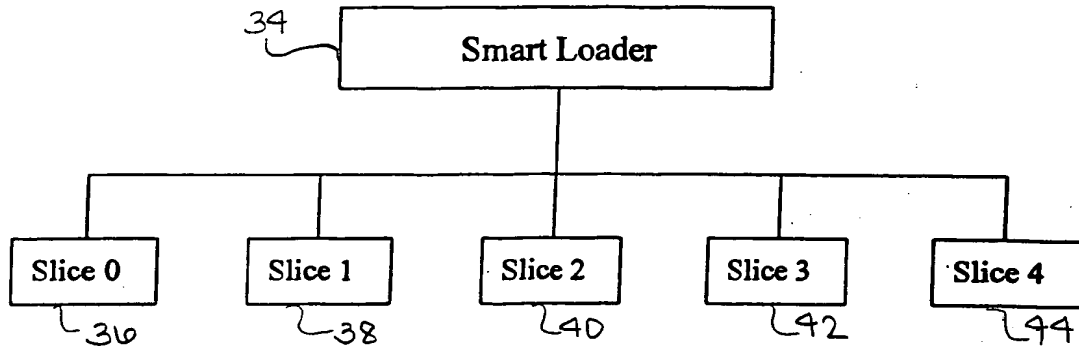 34
Smart Loader
Slice 0
Slice 1
Slice 2
Slice 3
Slice 4
36
38
40
42
44